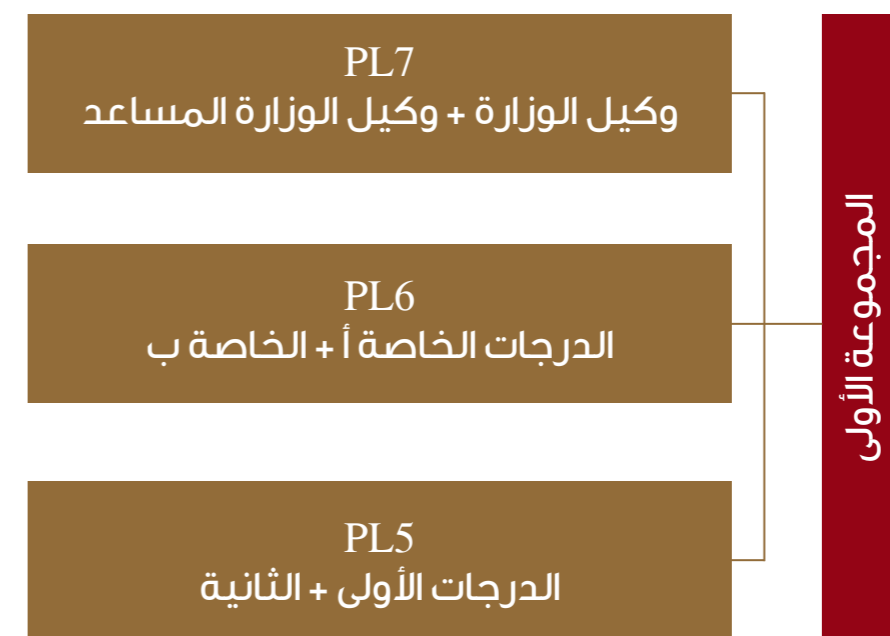 المجموعة الأولى
PL7
وكيل الوزارة + وكيل الوزارة المساعد
PL6
الدرجات الخاصة أ + الخاصة ب
PL5
الدرجات الأولى + الثانية